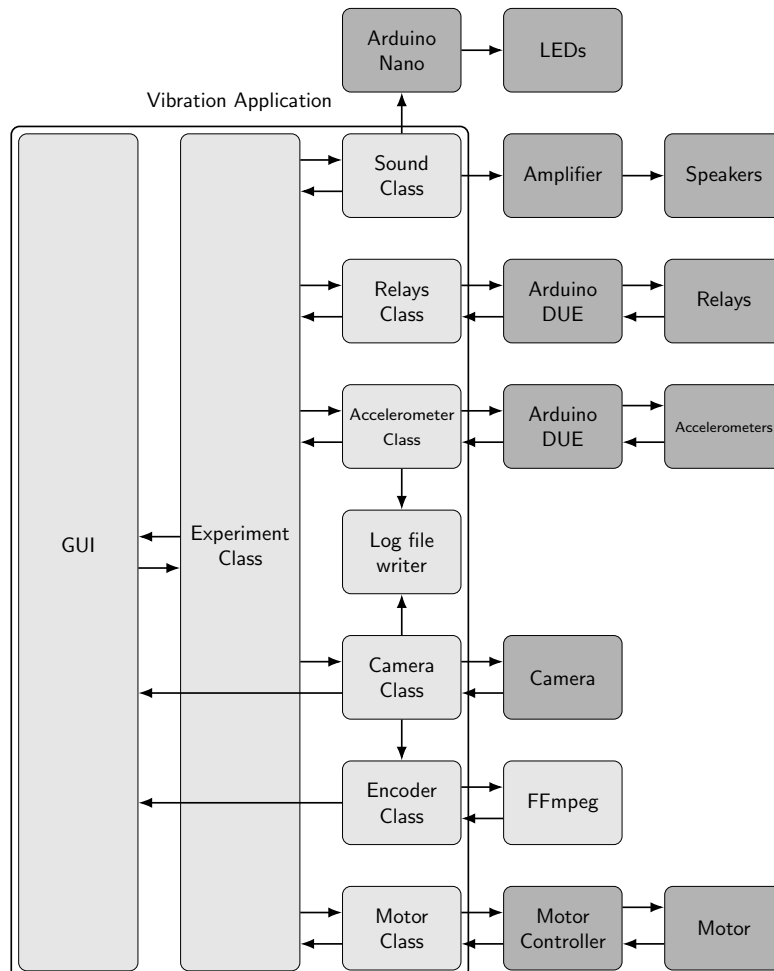 Arduino
Nano
LEDs
Vibration Application
Sound
Class
Amplifier
Speakers
Relays
Class
Arduino
DUE
Relays
Accelerometer
Class
Arduino
DUE
Accelerometers
GUI
Experiment
Class
Log file
writer
Camera
Class
Camera
Encoder
Class
FFmpeg
Motor
Class
Motor
Controller
Motor